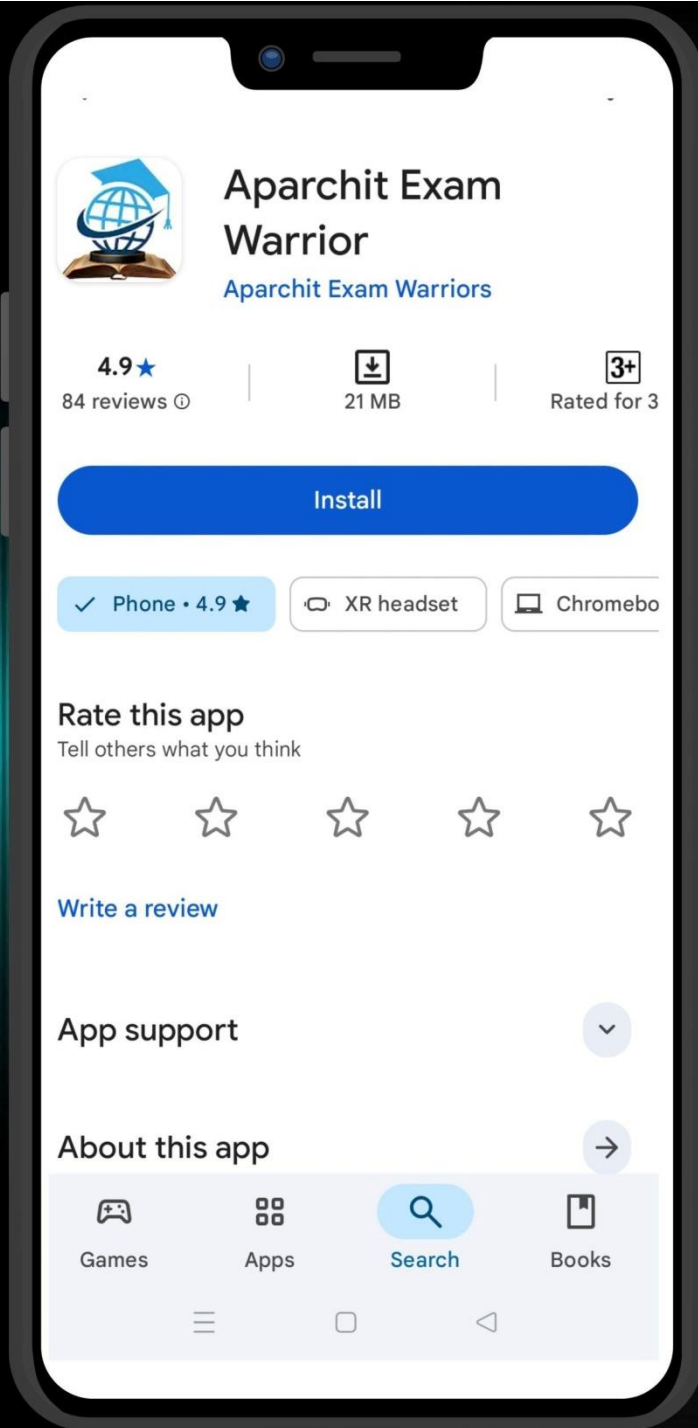 Aparchit Exam
Warrior
Aparchit Exam Warriors
4.9★
84 reviews
21 MB
3+
Rated for 3
Install
Phone • 4.9 ★
XR headset
Chromebo
Rate this app
Tell others what you think
Write a review
App support
About this app
Games
Apps
Search
Books